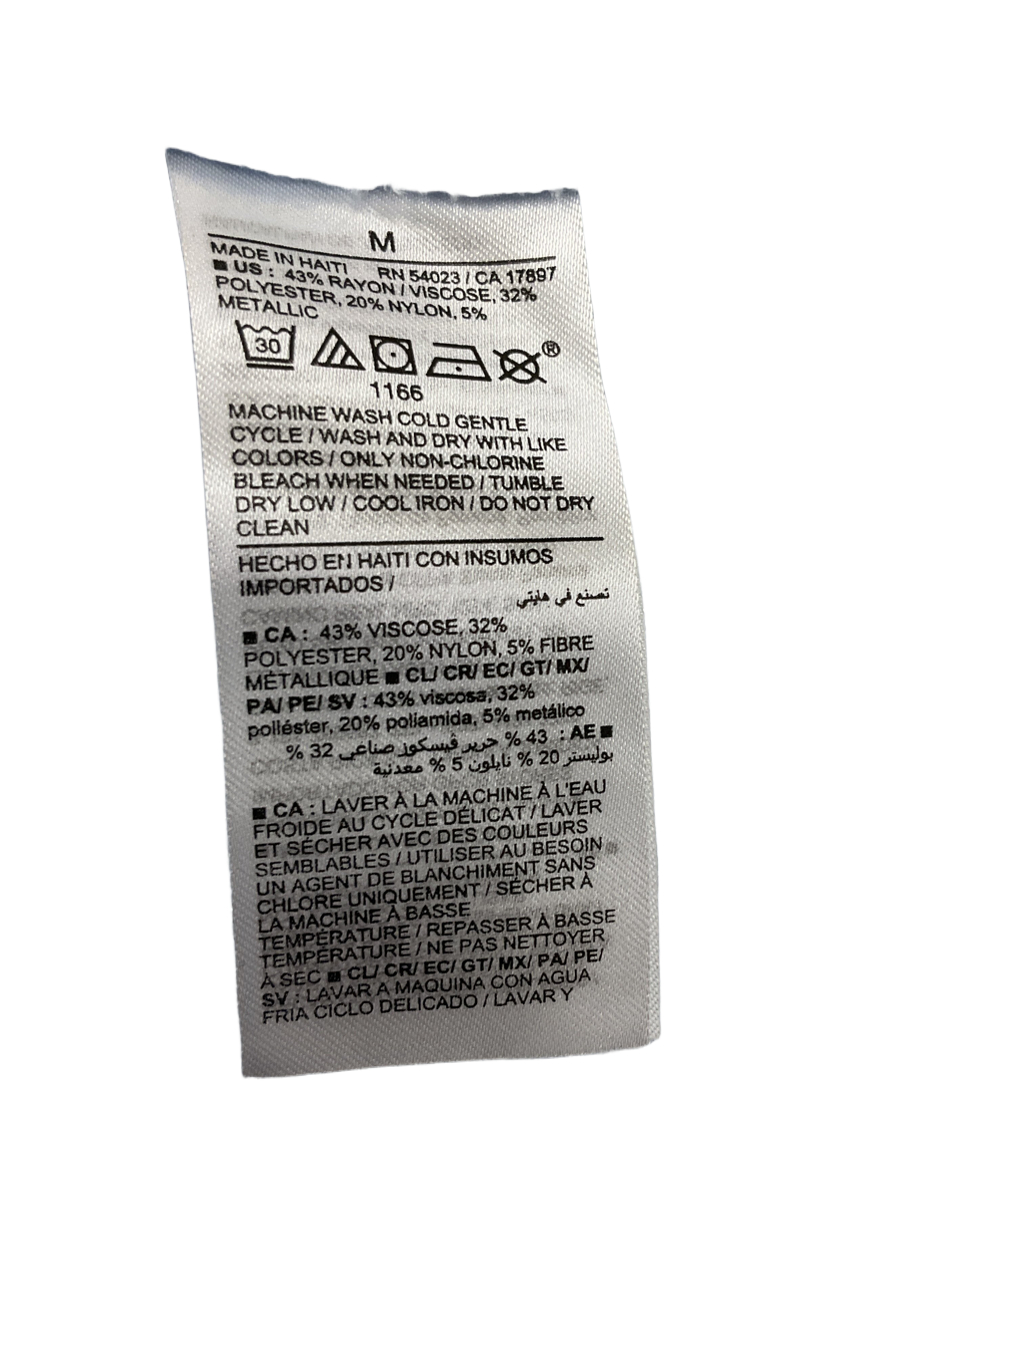 M
MADE IN HAITI RN 54023 / CA 17897
■ US : 43% RAYON / VISCOSE, 32%
POLYESTER, 20% NYLON, 5%
METALLIC
30 ®
1166
MACHINE WASH COLD GENTLE
CYCLE / WASH AND DRY WITH LIKE
COLORS / ONLY NON-CHLORINE
BLEACH WHEN NEEDED / TUMBLE
DRY LOW / COOL IRON / DO NOT DRY
CLEAN
HECHO EN HAITI CON INSUMOS
IMPORTADOS /
تصنع في هايتي
■ CA : 43% VISCOSE, 32%
POLYESTER, 20% NYLON, 5% FIBRE
MÉTALLIQUE ■ CL/ CR/ EC/ GT/ MX/
PA/ PE/ SV : 43% viscosa, 32%
poliéster, 20% poliamida, 5% metálico
■ AE : 43 % حرير ڤيسكوز صناعي 32 %
بوليستر 20 % نايلون 5 % معدنية
■ CA : LAVER À LA MACHINE À L'EAU
FROIDE AU CYCLE DÉLICAT / LAVER
ET SÉCHER AVEC DES COULEURS
SEMBLABLES / UTILISER AU BESOIN
UN AGENT DE BLANCHIMENT SANS
CHLORE UNIQUEMENT / SÉCHER À
LA MACHINE À BASSE
TEMPÉRATURE / REPASSER À BASSE
TEMPÉRATURE / NE PAS NETTOYER
À SEC ■ CL/ CR/ EC/ GT/ MX/ PA/ PE/
SV : LAVAR A MAQUINA CON AGUA
FRIA CICLO DELICADO / LAVAR Y